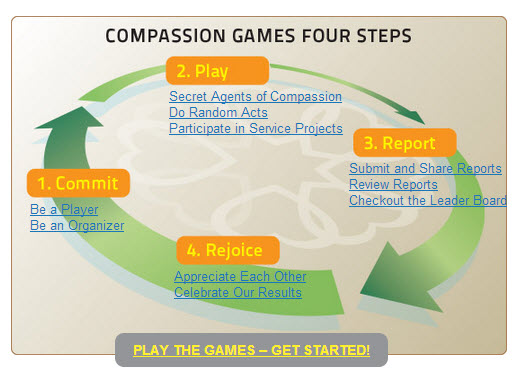 COMPASSION GAMES FOUR STEPS
2. Play
Secret Agents of Compassion
Do Random Acts
Participate in Service Projects
3. Report
Submit and Share Reports
Review Reports
Checkout the Leader Board
1. Commit
Be a Player
Be an Organizer
4. Rejoice
Appreciate Each Other
Celebrate Our Results
PLAY THE GAMES – GET STARTED!